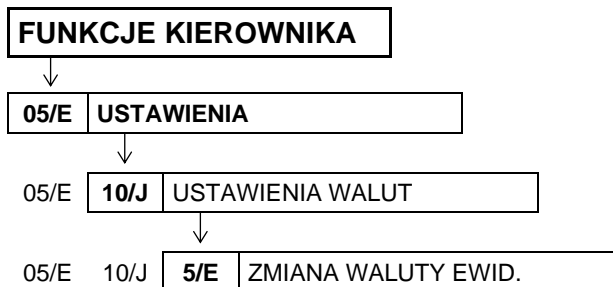 FUNKCJE KIEROWNIKA
05/E USTAWIENIA
05/E 10/J USTAWIENIA WALUT
05/E 10/J 5/E ZMIANA WALUTY EWID.